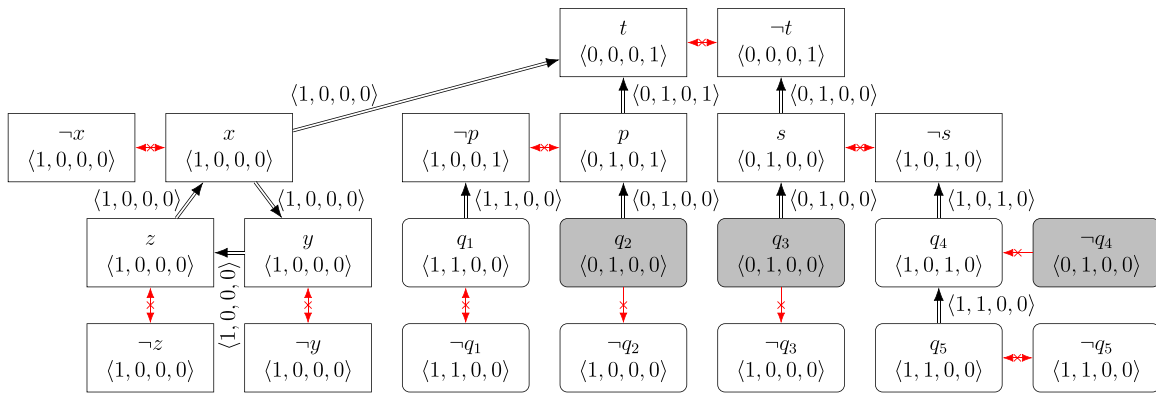 t
⟨0, 0, 0, 1⟩
¬t
⟨0, 0, 0, 1⟩
⟨1, 0, 0, 0⟩
⟨0, 1, 0, 1⟩
⟨0, 1, 0, 0⟩
¬x
⟨1, 0, 0, 0⟩
x
⟨1, 0, 0, 0⟩
¬p
⟨1, 0, 0, 1⟩
p
⟨0, 1, 0, 1⟩
s
⟨0, 1, 0, 0⟩
¬s
⟨1, 0, 1, 0⟩
⟨1, 0, 0, 0⟩
⟨1, 0, 0, 0⟩
⟨1, 1, 0, 0⟩
⟨0, 1, 0, 0⟩
⟨0, 1, 0, 0⟩
⟨1, 0, 1, 0⟩
z
⟨1, 0, 0, 0⟩
y
⟨1, 0, 0, 0⟩
q₁
⟨1, 1, 0, 0⟩
q₂
⟨0, 1, 0, 0⟩
q₃
⟨0, 1, 0, 0⟩
q₄
⟨1, 0, 1, 0⟩
¬q₄
⟨0, 1, 0, 0⟩
⟨1, 0, 0, 0⟩
⟨1, 1, 0, 0⟩
¬z
⟨1, 0, 0, 0⟩
¬y
⟨1, 0, 0, 0⟩
¬q₁
⟨1, 1, 0, 0⟩
¬q₂
⟨1, 0, 0, 0⟩
¬q₃
⟨1, 0, 0, 0⟩
q₅
⟨1, 1, 0, 0⟩
¬q₅
⟨1, 1, 0, 0⟩